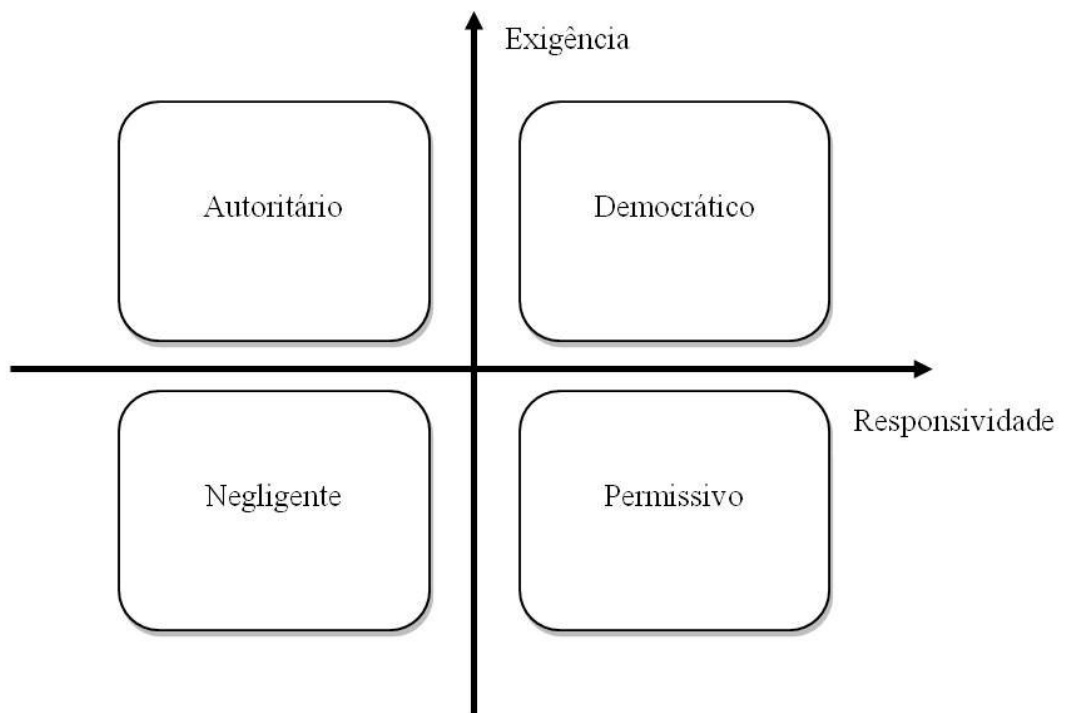 Exigência
Autoritário
Democrático
Responsividade
Negligente
Permissivo